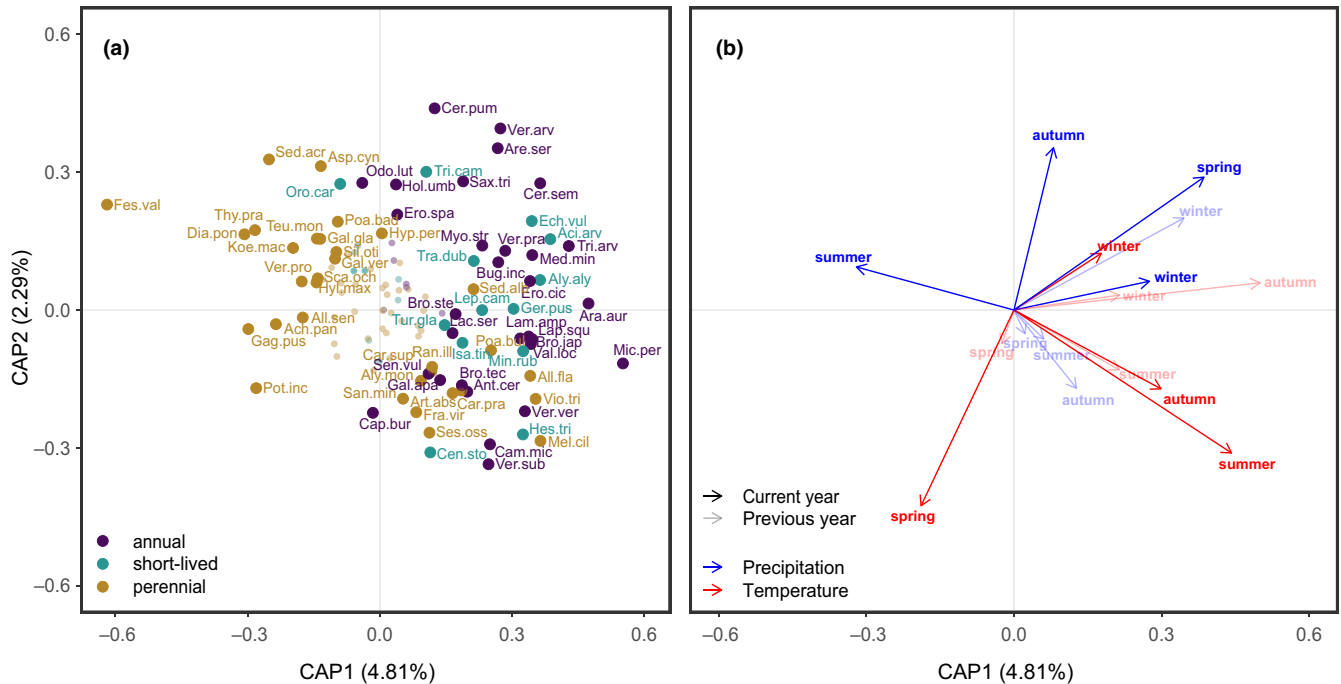 (a)
Cer.pum
Ver.arv
Are.ser
Sed.acr
Asp.cyn
Odo.lut
Tri.cam
Oro.car
Hol.umb
Sax.tri
Cer.sem
Fes.val
Thy.pra
Teu.mon
Poa.bad
Ero.spa
Ech.vul
Dia.pon
Gal.gla
Hyp.per
Myo.str
Ver.pra
Aci.arv
Koe.mac
Sil.oti
Tri.arv
Gal.ver
Tra.dub
Med.min
Ver.pro
Sca.och
Bug.inc
Aly.aly
Hyl.max
Sed.alb
Ero.cic
Bro.ste
Lep.cam
Ger.pus
Ara.aur
All.sen
Tur.gla
Lac.ser
Lam.amp
Ach.pan
Lap.squ
Gag.pus
Poa.bul
Bro.jap
Car.sup
Ran.ill
Isa.tin
Min.rub
Val.loc
Mic.per
Sen.vul
Aly.mon
Bro.tec
All.fla
Pot.inc
San.min
Gal.apa
Ant.cer
Art.abs
Car.pra
Vio.tri
Cap.bur
Fra.vir
Ver.ver
Ses.oss
Hes.tri
Mel.cil
Cen.sto
Cam.mic
Ver.sub
annual
short-lived
perennial
0.6
0.3
0.0
−0.3
−0.6
CAP2 (2.29%)
−0.6
−0.3
0.0
0.3
0.6
CAP1 (4.81%)
(b)
autumn
spring
winter
winter
summer
winter
autumn
winter
spring
spring
summer
summer
autumn
autumn
summer
spring
Current year
Previous year
Precipitation
Temperature
−0.6
−0.3
0.0
0.3
0.6
CAP1 (4.81%)